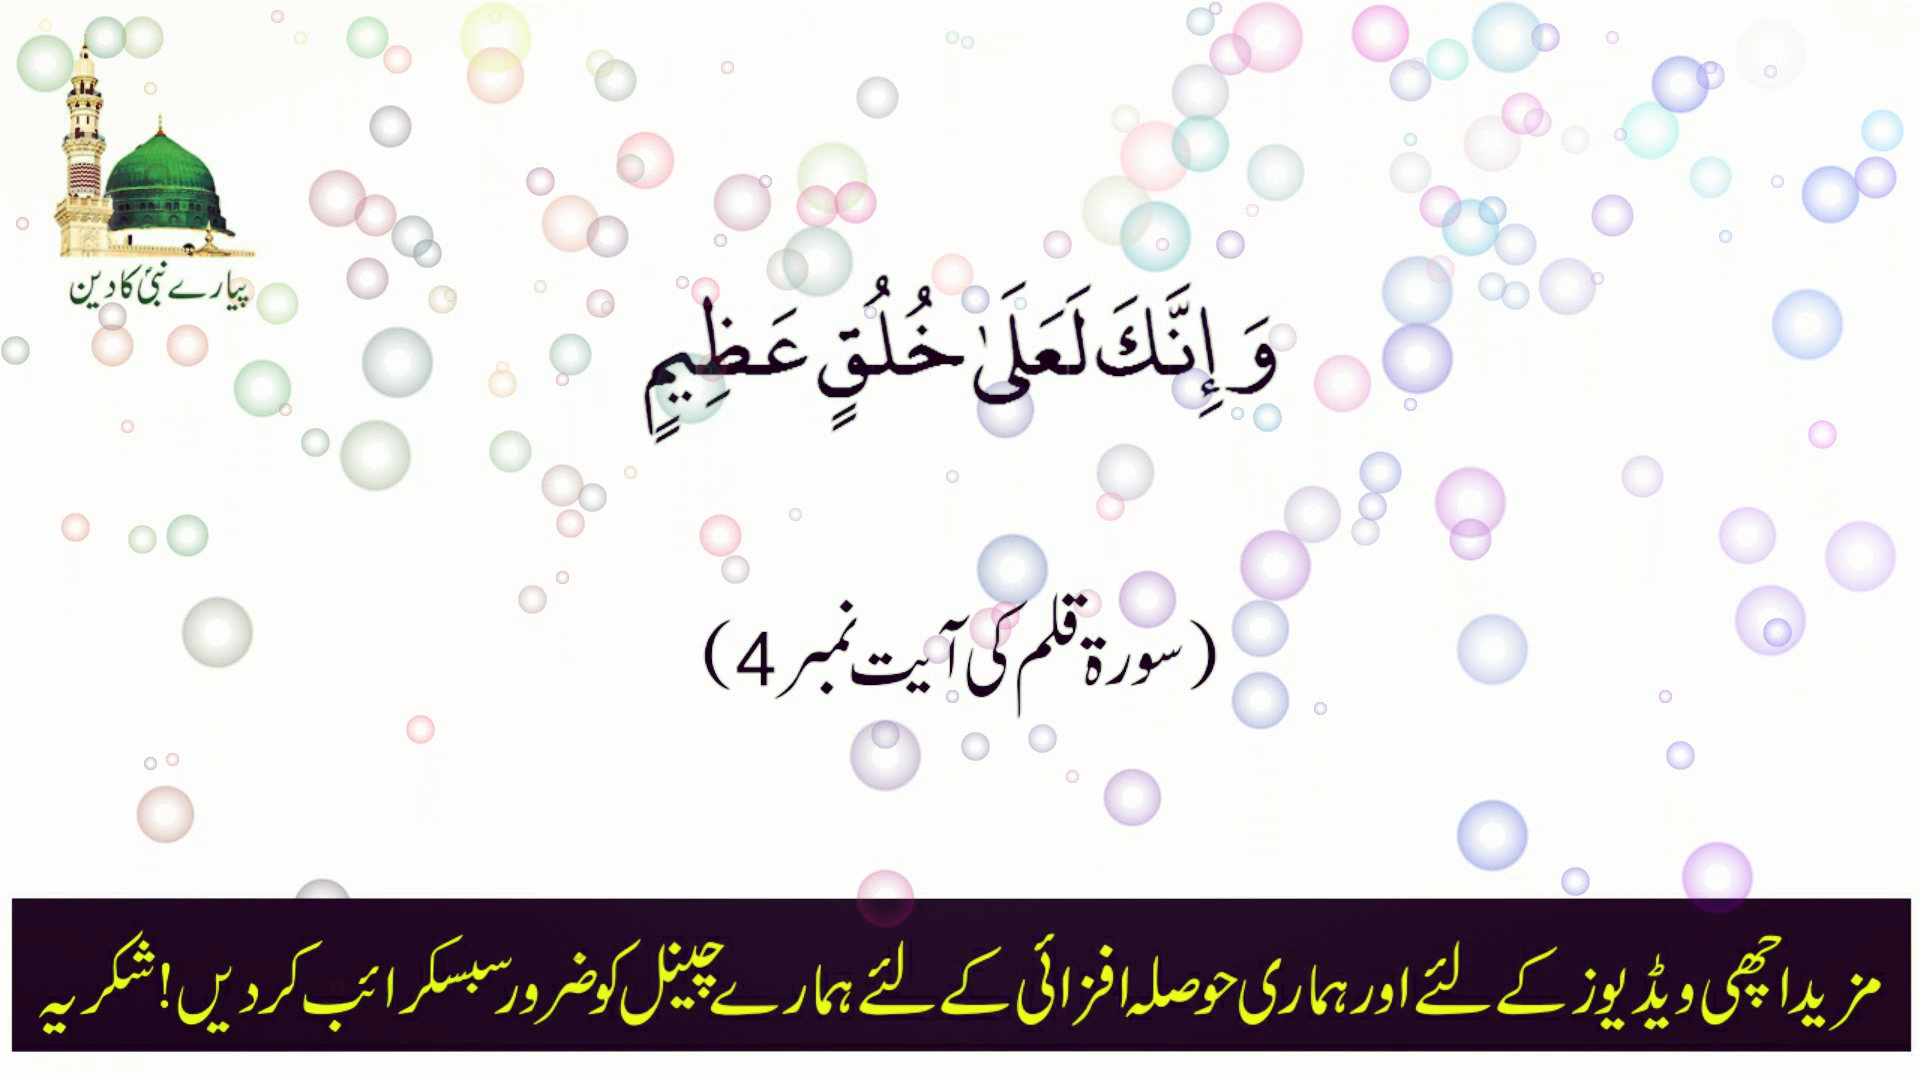 پیارے نبیؐ کا دین
وَ إِنَّكَ لَعَلَىٰ خُلُقٍ عَظِيمٍ
(سورۃ قلم کی آیت نمبر 4)
مزید اچھی ویڈیوز کے لئے اور ہماری حوصلہ افزائی کے لئے ہمارے چینل کو ضرور سبسکرائب کر دیں! شکریہ